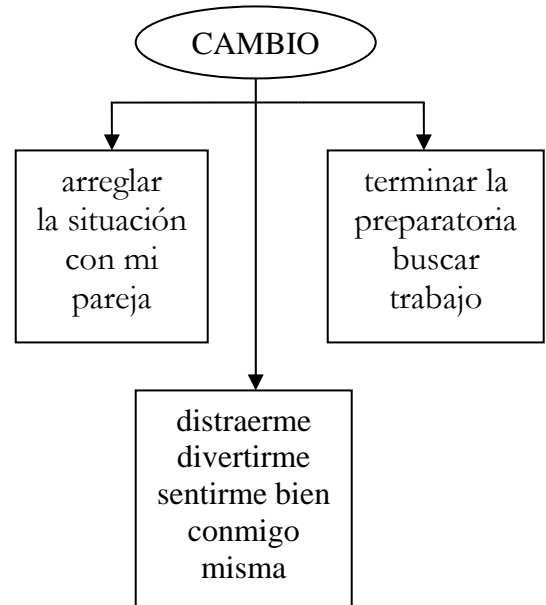 CAMBIO
arreglar
la situación
con mi
pareja
terminar la
preparatoria
buscar
trabajo
distraerme
divertirme
sentirme bien
conmigo
misma